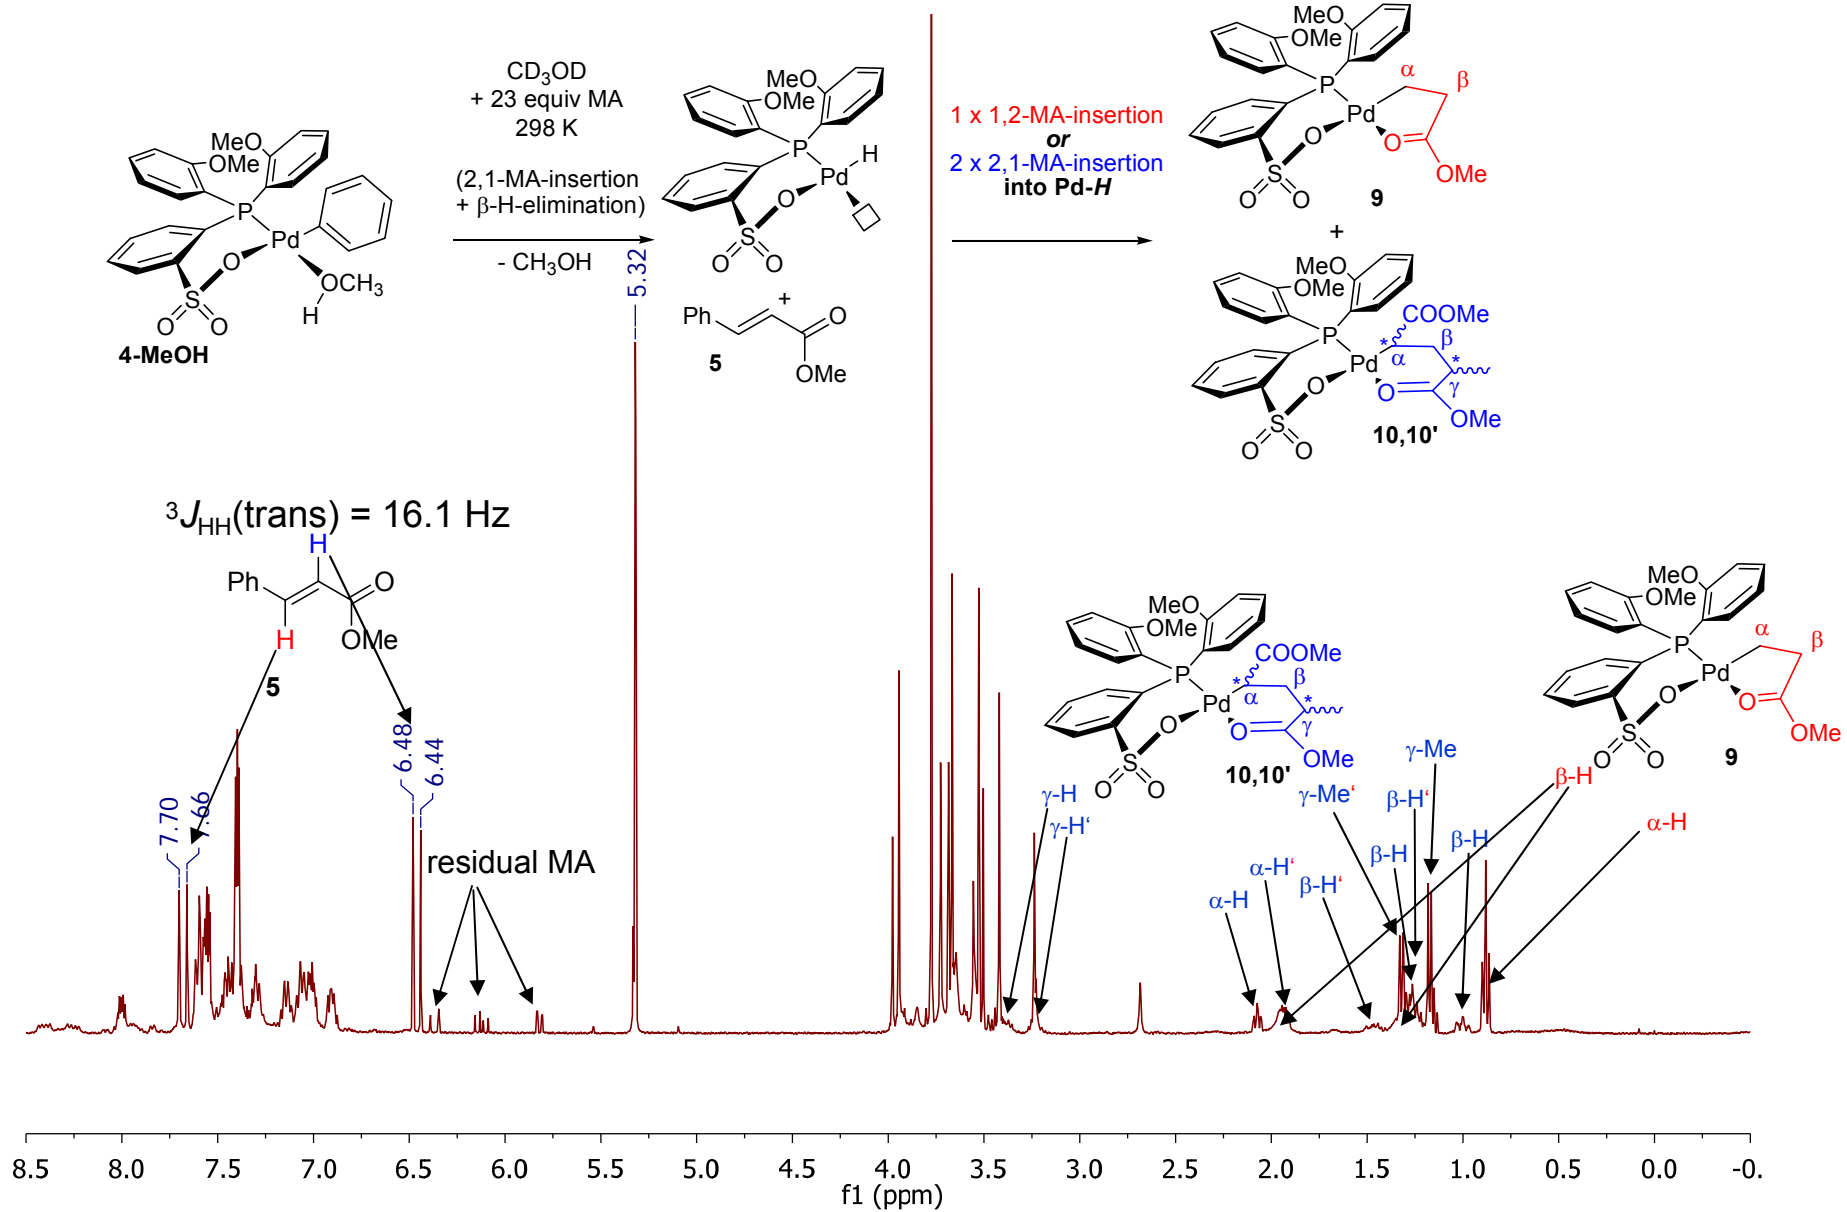 CD3OD
+ 23 equiv MA
298 K
(2,1-MA-insertion
+ β-H-elimination)
- CH3OH
MeO
OMe
P
Pd
O
S
O
O
OCH3
H
4-MeOH
MeO
OMe
P
H
Pd
O
S
O
O
+
Ph
O
OMe
5
1 x 1,2-MA-insertion
or
2 x 2,1-MA-insertion
into Pd-H
MeO
OMe
P
α
β
Pd
O
O
S
O
O
OMe
9
+
MeO
OMe
P
COOMe
*
β
α
*
γ
Pd
O
O
S
O
O
OMe
10,10'
3JHH(trans) = 16.1 Hz
H
Ph
O
H
OMe
5
7.70
7.66
6.48
6.44
5.32
residual MA
MeO
OMe
P
COOMe
*
β
α
*
γ
Pd
O
O
S
O
O
OMe
10,10'
MeO
OMe
P
α
β
Pd
O
O
S
O
O
OMe
9
γ-H
γ-H‘
α-H
α-H‘
β-H‘
γ-Me‘
β-H
β-H‘
γ-Me
β-H
β-H
α-H
8.5 8.0 7.5 7.0 6.5 6.0 5.5 5.0 4.5 4.0 3.5 3.0 2.5 2.0 1.5 1.0 0.5 0.0 -0.
f1 (ppm)